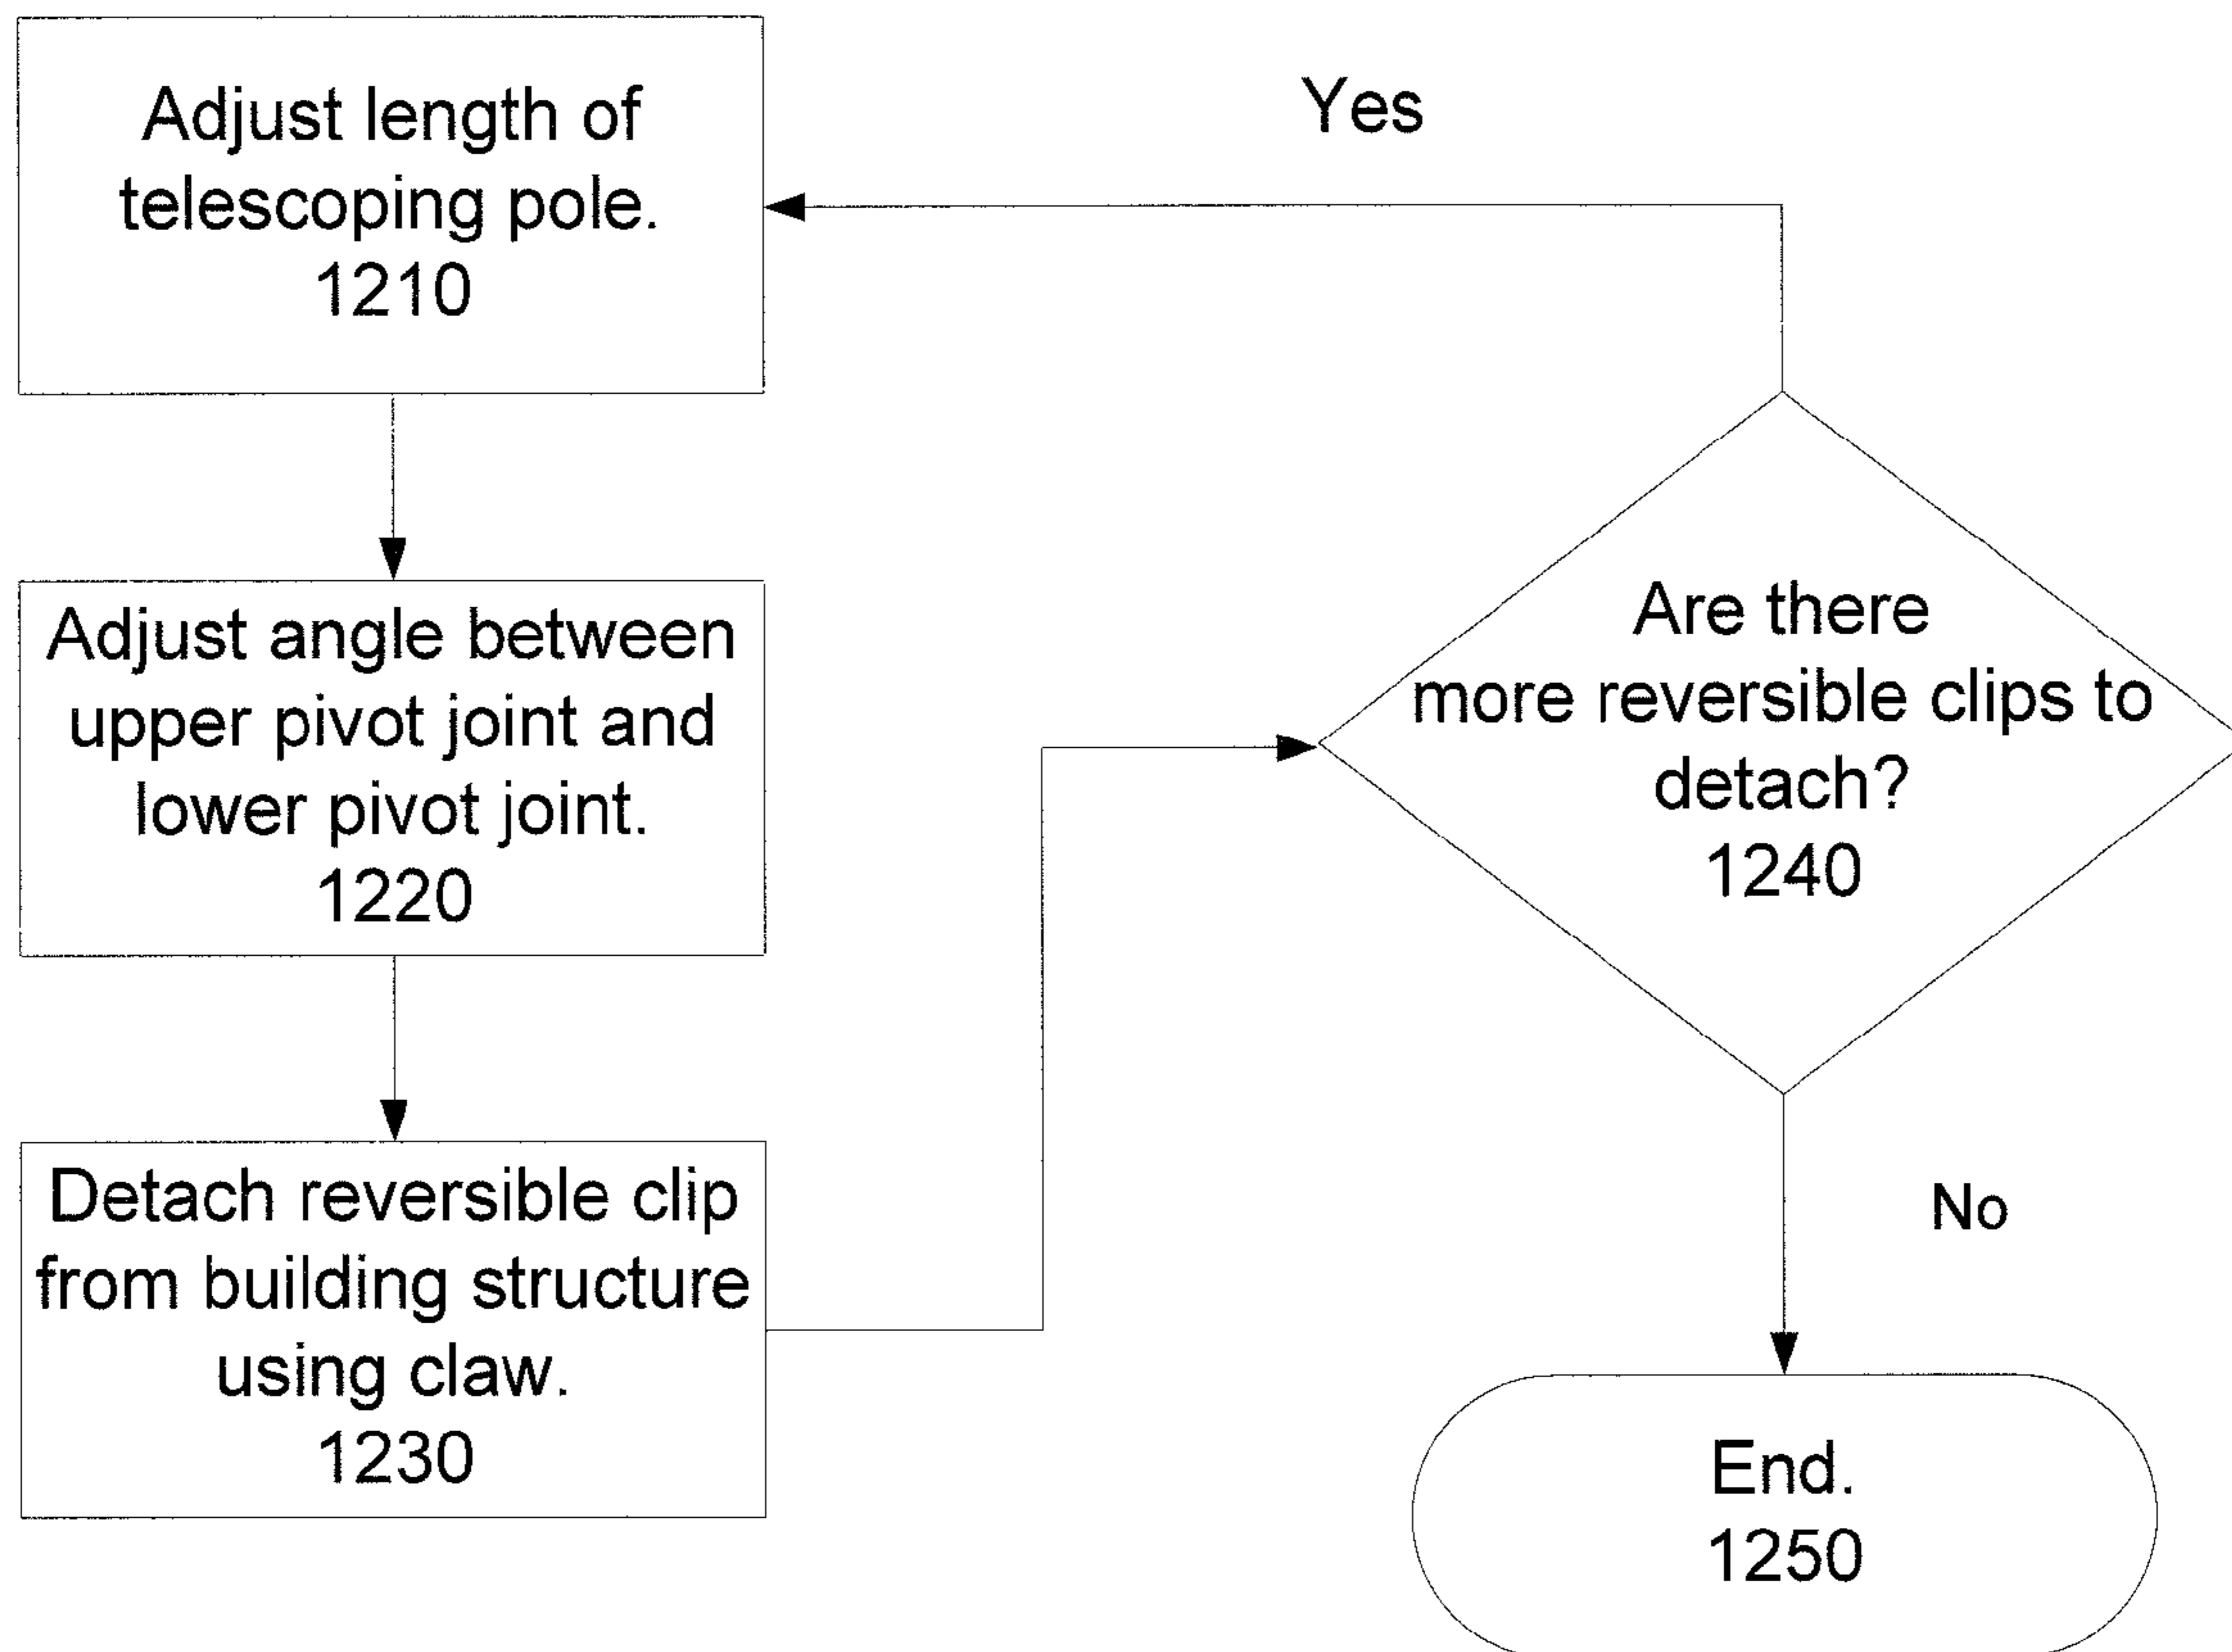 Adjust length of
telescoping pole.
1210
Adjust angle between
upper pivot joint and
lower pivot joint.
1220
Detach reversible clip
from building structure
using claw.
1230
Yes
Are there
more reversible clips to
detach?
1240
No
End.
1250